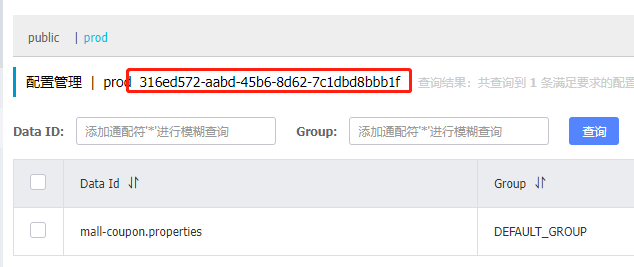 public | prod
配置管理 | prod 316ed572-aabd-45b6-8d62-7c1dbd8bbb1f 查询结果：共查询到 1 条满足要求的配置
Data ID: 添加通配符'*'进行模糊查询 Group: 添加通配符'*'进行模糊查询 查询
Data Id Group
mall-coupon.properties DEFAULT_GROUP